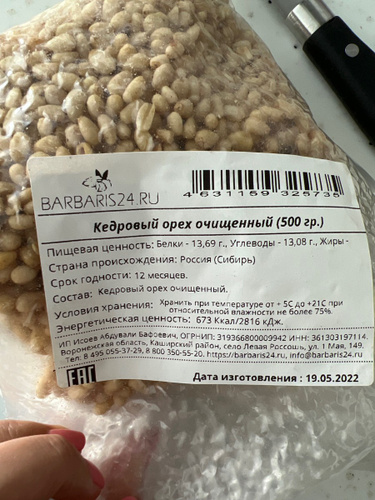 BARBARIS24.RU
4 631159 325735
Кедровый орех очищенный (500 гр.)
Пищевая ценность: Белки - 13,69 г., Углеводы - 13,08 г., Жиры -
Страна происхождения: Россия (Сибирь)
Срок годности: 12 месяцев.
Состав: Кедровый орех очищенный.
Условия хранения: Хранить при температуре от + 5С до +21С при
относительной влажности не более 75%.
Энергетическая ценность: 673 Ккал/2816 кДж.
ИП Исоев Абдували Бафоевич, ОГРНИП: 319366800009942 ИНН: 361303197114.
Воронежская область, Каширский район, село Левая Россошь, ул. 1 Мая, 149.
Тел: 8 495 055-37-29, 8 800 350-55-20, https://barbaris24.ru, info@barbaris24.ru
EAC
Дата изготовления : 19.05.2022